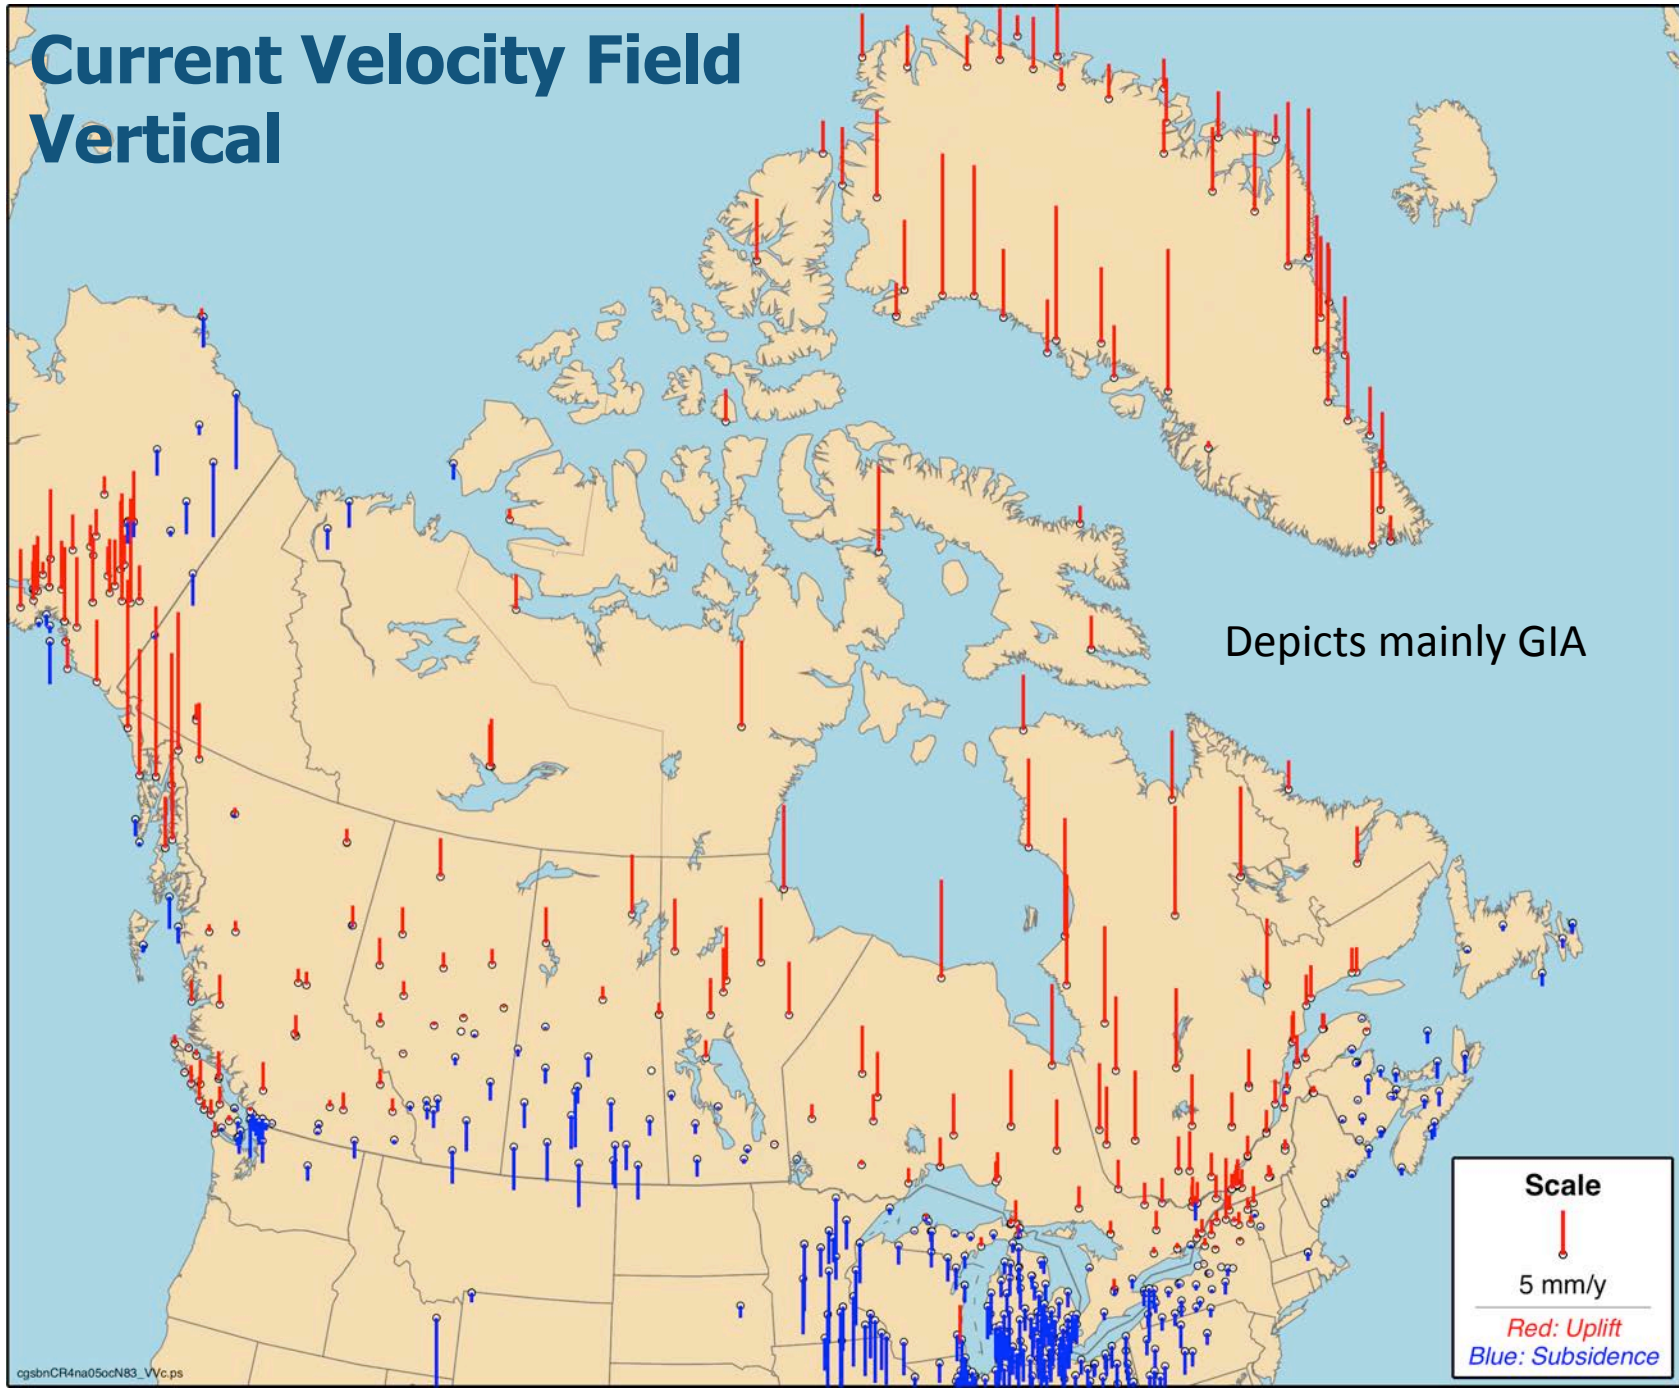 Current Velocity Field
Vertical
Depicts mainly GIA
Scale
5 mm/y
Red: Uplift
Blue: Subsidence
cgsbnCR4na05ocN83_VVc.ps